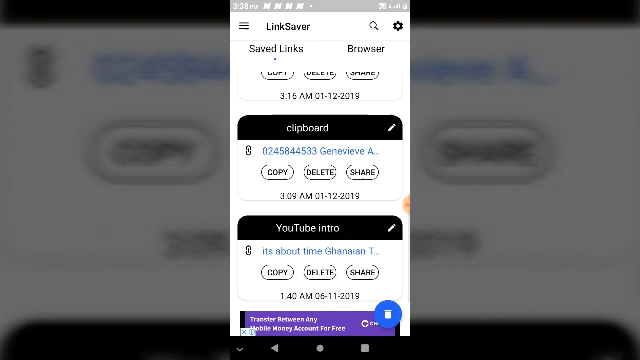 3:38 PM
LinkSaver
Saved Links
Browser
COPY DELETE SHARE
3:16 AM 01-12-2019
clipboard
0245844533 Genevieve A...
COPY DELETE SHARE
3:09 AM 01-12-2019
YouTube intro
its about time Ghanaian T...
COPY DELETE SHARE
1:40 AM 06-11-2019
Transfer Between Any
Mobile Money Account For Free